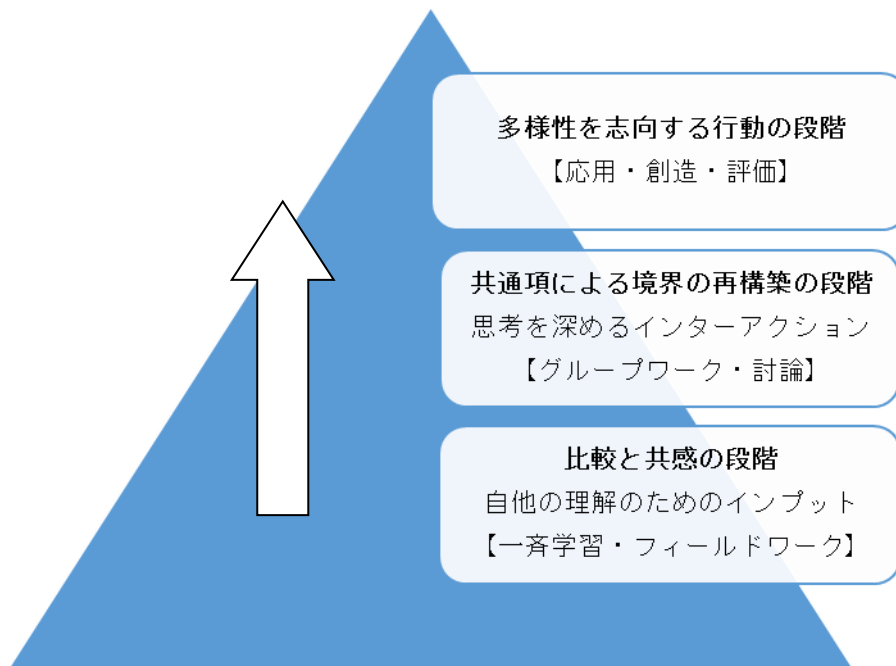 多様性を志向する行動の段階
【応用・創造・評価】
共通項による境界の再構築の段階
思考を深めるインターアクション
【グループワーク・討論】
比較と共感の段階
自他の理解のためのインプット
【一斉学習・フィールドワーク】